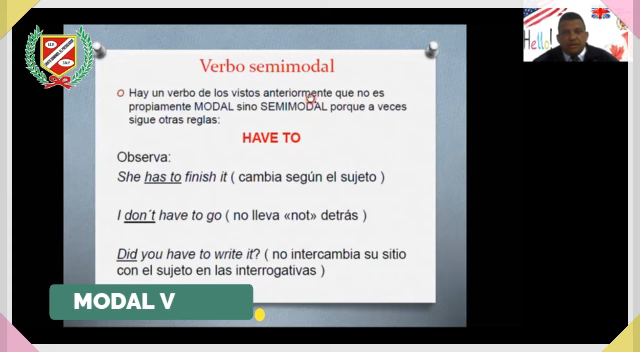 Verbo semimodal
Hay un verbo de los vistos anteriormente que no es
propiamente MODAL sino SEMIMODAL porque a veces
sigue otras reglas:
HAVE TO
Observa:
She has to finish it ( cambia según el sujeto )
I don´t have to go ( no lleva «not» detrás )
Did you have to write it? ( no intercambia su sitio
con el sujeto en las interrogativas )
MODAL V
Hello!